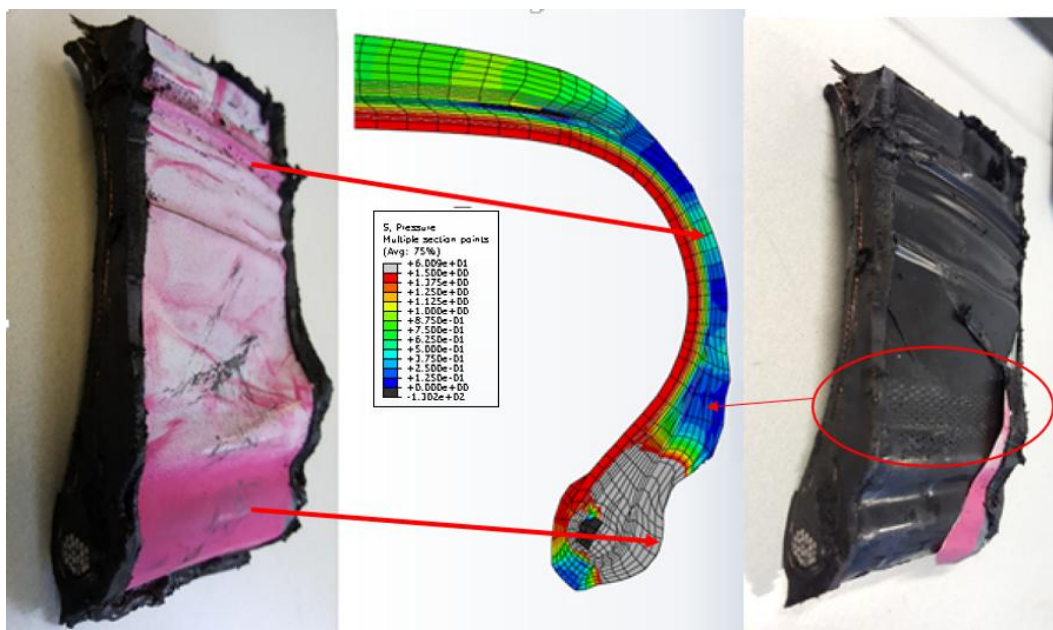 S, Pressure
Multiple section points
(Avg: 75%)
+6.009e+01
+1.500e+00
+1.375e+00
+1.250e+00
+1.125e+00
+1.000e+00
+8.750e-01
+7.500e-01
+6.250e-01
+5.000e-01
+3.750e-01
+2.500e-01
+1.250e-01
+0.000e+00
-1.302e+02